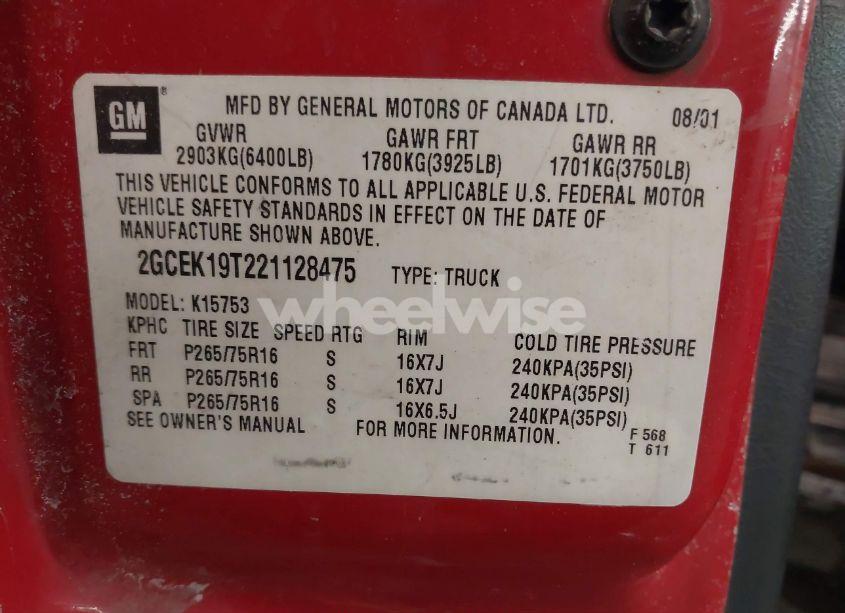 GM
® MFD BY GENERAL MOTORS OF CANADA LTD. 08/01
GVWR GAWR FRT GAWR RR
2903KG(6400LB) 1780KG(3925LB) 1701KG(3750LB)
THIS VEHICLE CONFORMS TO ALL APPLICABLE U.S. FEDERAL MOTOR
VEHICLE SAFETY STANDARDS IN EFFECT ON THE DATE OF
MANUFACTURE SHOWN ABOVE.
2GCEK19T221128475 TYPE: TRUCK
wheelwise
MODEL: K15753
KPHC TIRE SIZE SPEED RTG RIM COLD TIRE PRESSURE
FRT P265/75R16 S 16X7J 240KPA(35PSI)
RR P265/75R16 S 16X7J 240KPA(35PSI)
SPA P265/75R16 S 16X6.5J 240KPA(35PSI)
SEE OWNER'S MANUAL FOR MORE INFORMATION.
F 568
T 611